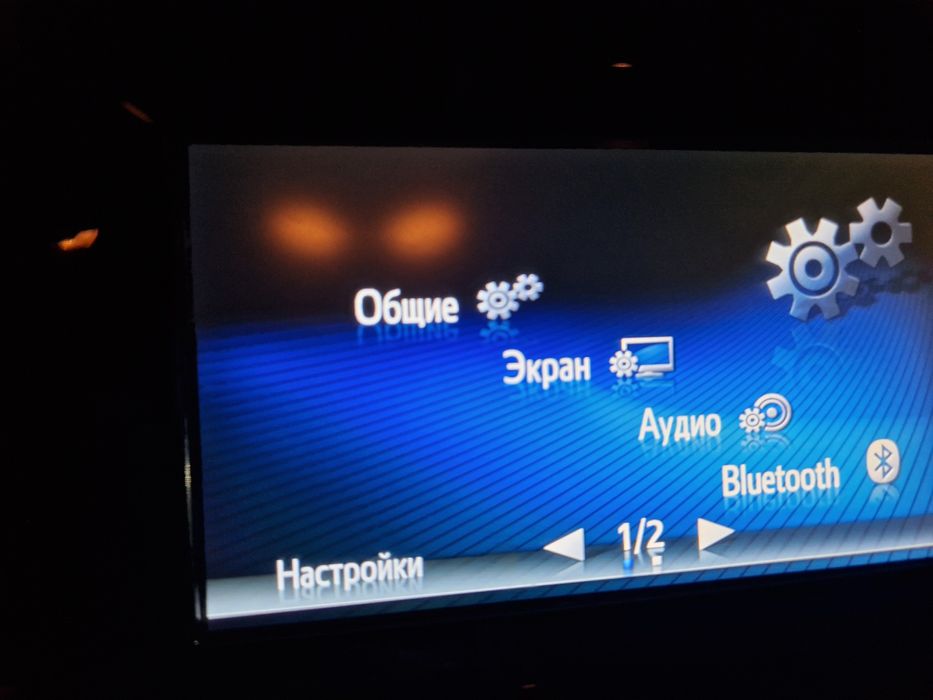 Общие
Экран
Аудио
Bluetooth
1/2
Настройки